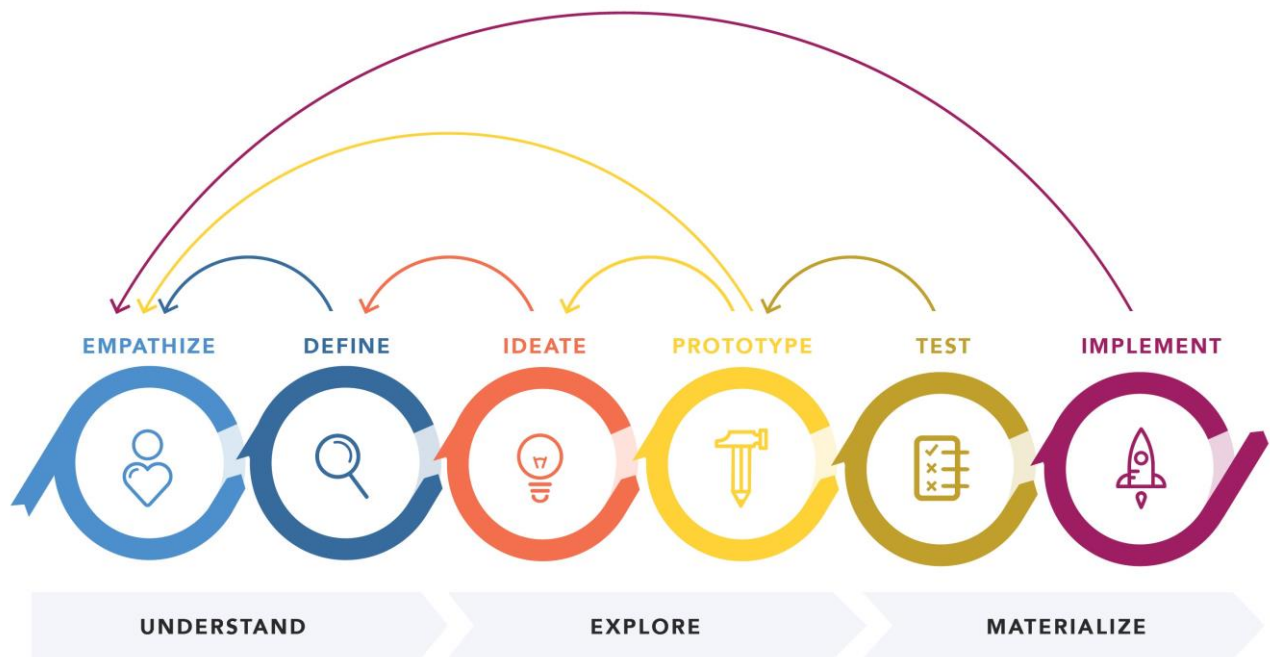 EMPATHIZE
DEFINE
IDEATE
PROTOTYPE
TEST
IMPLEMENT
UNDERSTAND
EXPLORE
MATERIALIZE